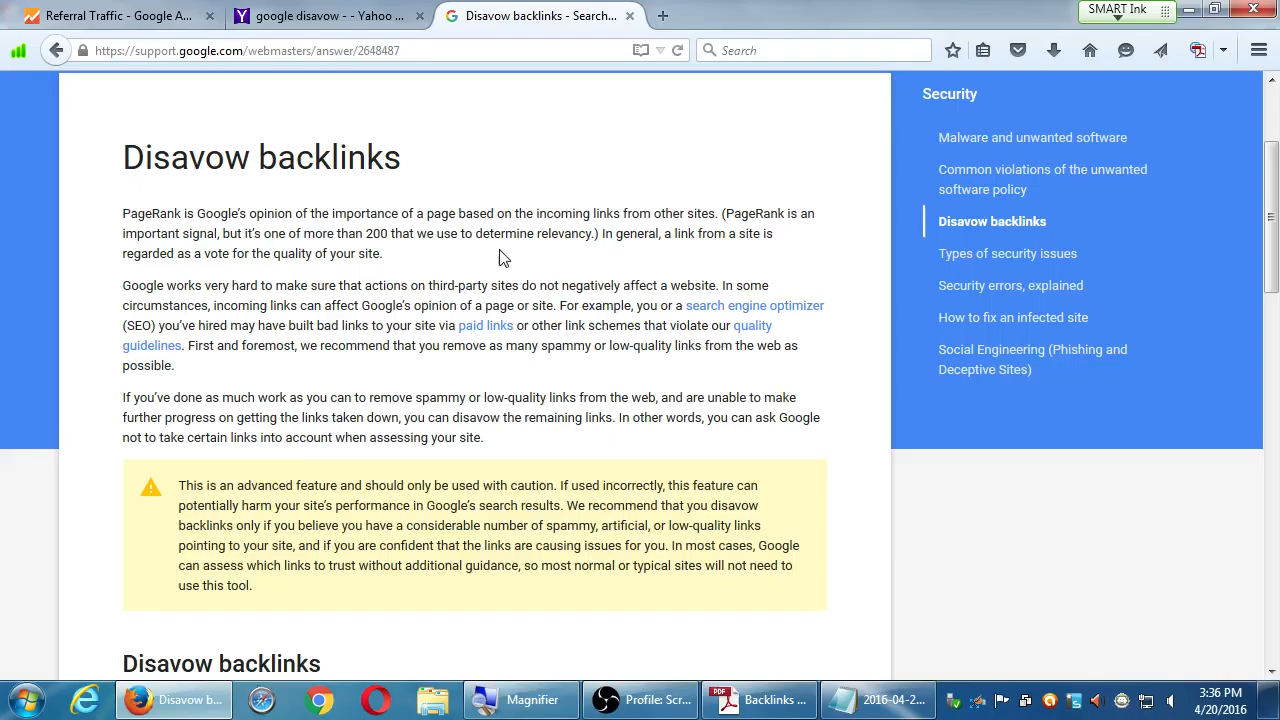 Referral Traffic - Google A...
google disavow - - Yahoo ...
Disavow backlinks - Search...
SMART Ink
https://support.google.com/webmasters/answer/2648487
Search
Security
Malware and unwanted software
Common violations of the unwanted
software policy
Disavow backlinks
Types of security issues
Security errors, explained
How to fix an infected site
Social Engineering (Phishing and
Deceptive Sites)
Disavow backlinks
PageRank is Google's opinion of the importance of a page based on the incoming links from other sites. (PageRank is an
important signal, but it's one of more than 200 that we use to determine relevancy.) In general, a link from a site is
regarded as a vote for the quality of your site.
Google works very hard to make sure that actions on third-party sites do not negatively affect a website. In some
circumstances, incoming links can affect Google's opinion of a page or site. For example, you or a search engine optimizer
(SEO) you've hired may have built bad links to your site via paid links or other link schemes that violate our quality
guidelines. First and foremost, we recommend that you remove as many spammy or low-quality links from the web as
possible.
If you've done as much work as you can to remove spammy or low-quality links from the web, and are unable to make
further progress on getting the links taken down, you can disavow the remaining links. In other words, you can ask Google
not to take certain links into account when assessing your site.
This is an advanced feature and should only be used with caution. If used incorrectly, this feature can
potentially harm your site's performance in Google's search results. We recommend that you disavow
backlinks only if you believe you have a considerable number of spammy, artificial, or low-quality links
pointing to your site, and if you are confident that the links are causing issues for you. In most cases, Google
can assess which links to trust without additional guidance, so most normal or typical sites will not need to
use this tool.
Disavow backlinks
Disavow b...
Magnifier
Profile: Scr...
PDF
Backlinks ...
2016-04-2...
3:36 PM
4/20/2016